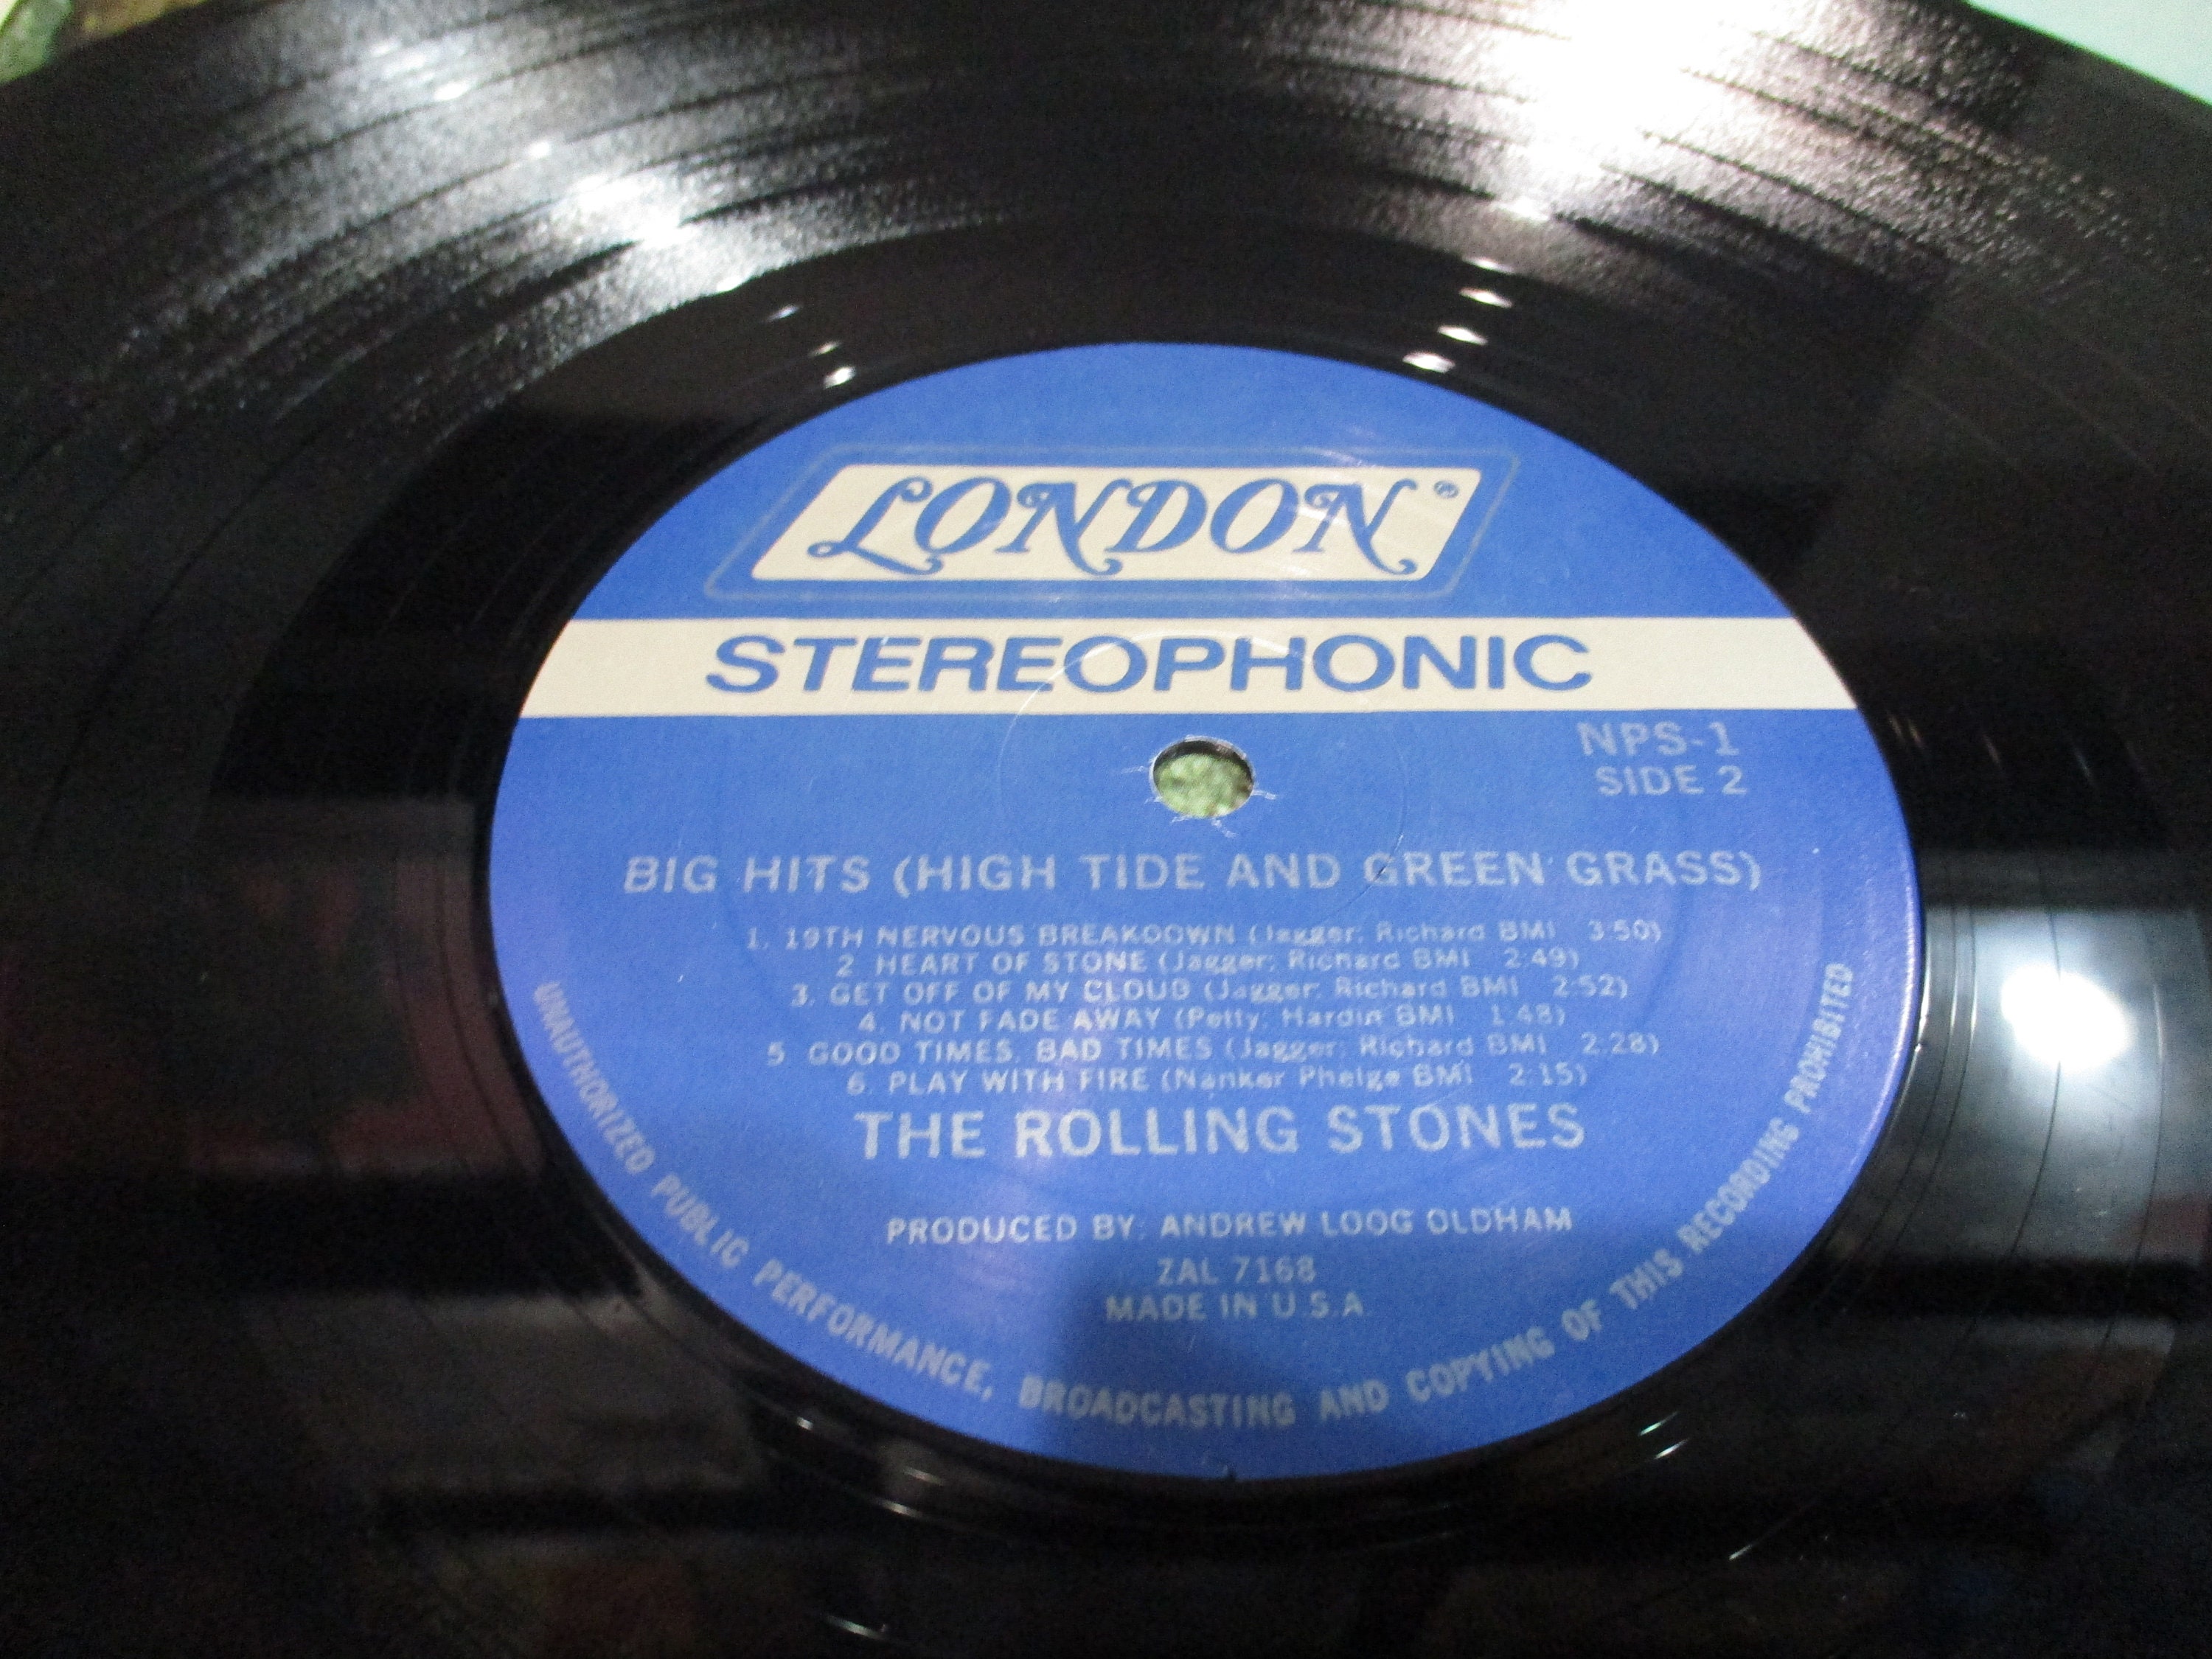 LONDON®
STEREOPHONIC
NPS-1
SIDE 2
BIG HITS (HIGH TIDE AND GREEN GRASS)
1. 19TH NERVOUS BREAKDOWN (Jagger; Richard BMI 3:50)
2. HEART OF STONE (Jagger; Richard BMI 2:49)
3. GET OFF OF MY CLOUD (Jagger; Richard BMI 2:52)
4. NOT FADE AWAY (Petty; Hardin BMI 1:48)
5. GOOD TIMES, BAD TIMES (Jagger; Richard BMI 2:28)
6. PLAY WITH FIRE (Nanker Phelge BMI 2:15)
THE ROLLING STONES
PRODUCED BY: ANDREW LOOG OLDHAM
ZAL 7168
MADE IN U.S.A.
UNAUTHORIZED PUBLIC PERFORMANCE, BROADCASTING AND COPYING OF THIS RECORDING PROHIBITED